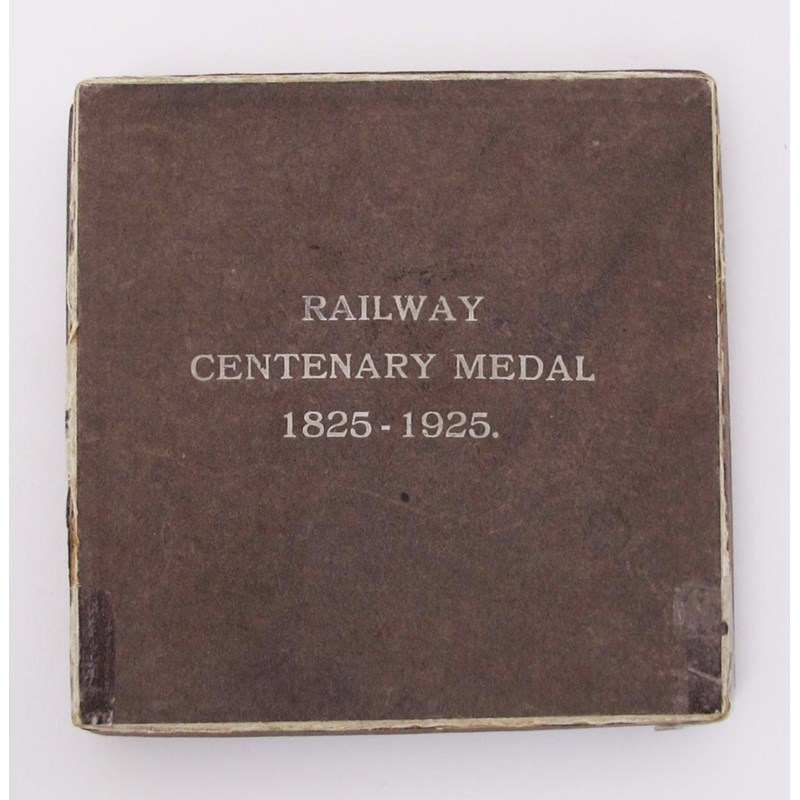 RAILWAY
CENTENARY MEDAL
1825 - 1925.